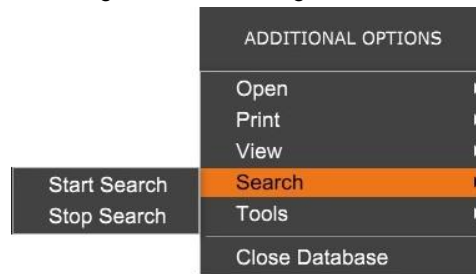 ADDITIONAL OPTIONS
Open
Print
View
Search
Start Search
Stop Search
Tools
Close Database